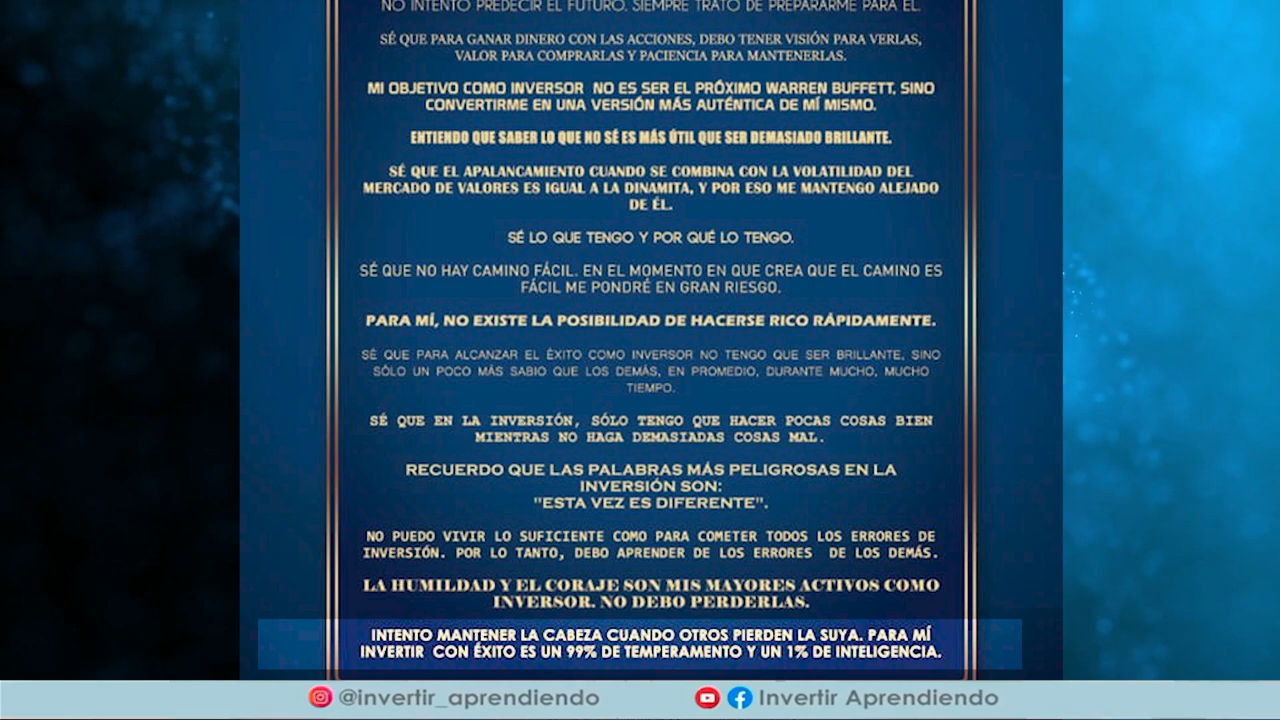 NO INTENTO PREDECIR EL FUTURO. SIEMPRE TRATO DE PREPARARME PARA ÉL.
SÉ QUE PARA GANAR DINERO CON LAS ACCIONES, DEBO TENER VISIÓN PARA VERLAS,
VALOR PARA COMPRARLAS Y PACIENCIA PARA MANTENERLAS.
MI OBJETIVO COMO INVERSOR NO ES SER EL PRÓXIMO WARREN BUFFETT, SINO
CONVERTIRME EN UNA VERSIÓN MÁS AUTÉNTICA DE MÍ MISMO.
ENTIENDO QUE SABER LO QUE NO SÉ ES MÁS ÚTIL QUE SER DEMASIADO BRILLANTE.
SÉ QUE EL APALANCAMIENTO CUANDO SE COMBINA CON LA VOLATILIDAD DEL
MERCADO DE VALORES ES IGUAL A LA DINAMITA, Y POR ESO ME MANTENGO ALEJADO
DE ÉL.
SÉ LO QUE TENGO Y POR QUÉ LO TENGO.
SÉ QUE NO HAY CAMINO FÁCIL. EN EL MOMENTO EN QUE CREA QUE EL CAMINO ES
FÁCIL ME PONDRÉ EN GRAN RIESGO.
PARA MÍ, NO EXISTE LA POSIBILIDAD DE HACERSE RICO RÁPIDAMENTE.
SÉ QUE PARA ALCANZAR EL ÉXITO COMO INVERSOR NO TENGO QUE SER BRILLANTE, SINO
SÓLO UN POCO MÁS SABIO QUE LOS DEMÁS, EN PROMEDIO, DURANTE MUCHO, MUCHO
TIEMPO.
SÉ QUE EN LA INVERSIÓN, SÓLO TENGO QUE HACER POCAS COSAS BIEN
MIENTRAS NO HAGA DEMASIADAS COSAS MAL.
RECUERDO QUE LAS PALABRAS MÁS PELIGROSAS EN LA
INVERSIÓN SON:
"ESTA VEZ ES DIFERENTE".
NO PUEDO VIVIR LO SUFICIENTE COMO PARA COMETER TODOS LOS ERRORES DE
INVERSIÓN. POR LO TANTO, DEBO APRENDER DE LOS ERRORES DE LOS DEMÁS.
LA HUMILDAD Y EL CORAJE SON MIS MAYORES ACTIVOS COMO
INVERSOR. NO DEBO PERDERLAS.
INTENTO MANTENER LA CABEZA CUANDO OTROS PIERDEN LA SUYA. PARA MÍ
INVERTIR CON ÉXITO ES UN 99% DE TEMPERAMENTO Y UN 1% DE INTELIGENCIA.
@invertir_aprendiendo
Invertir Aprendiendo